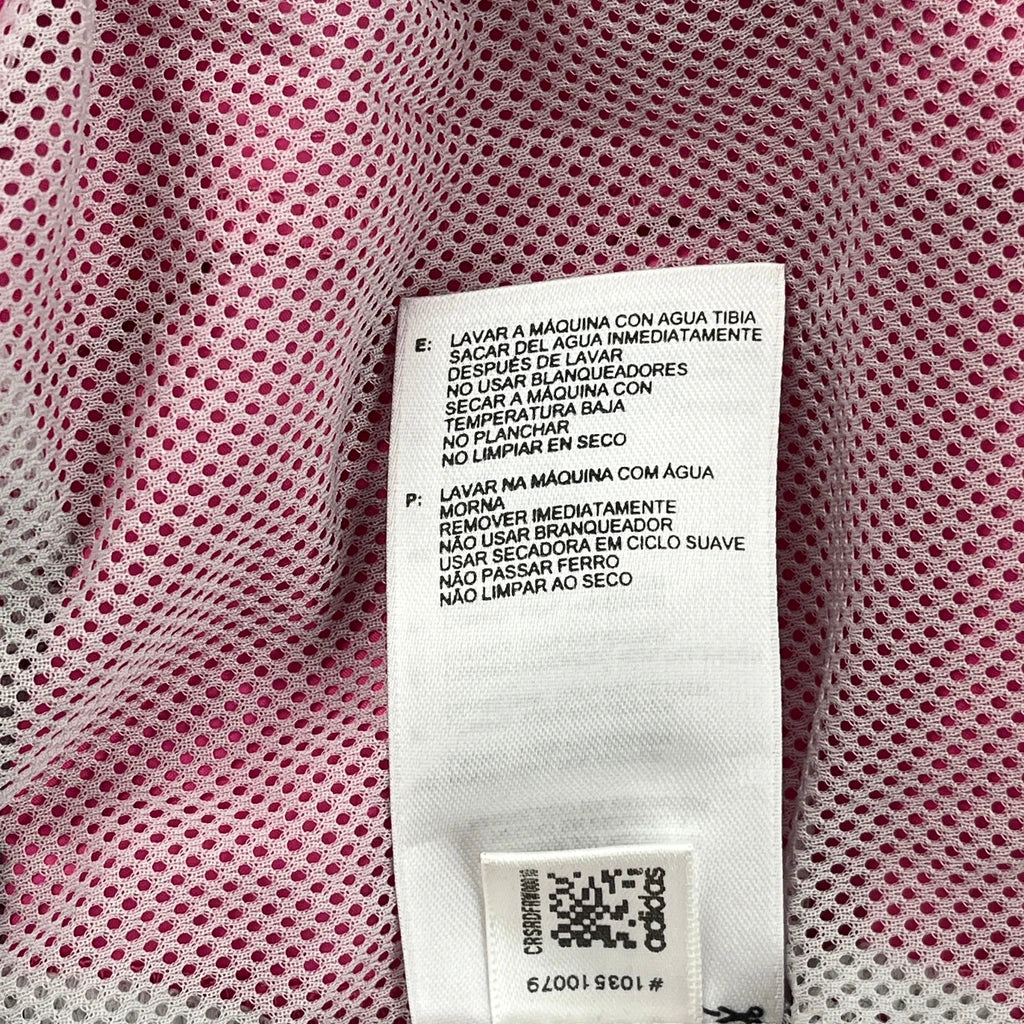 E: LAVAR A MÁQUINA CON AGUA TIBIA
SACAR DEL AGUA INMEDIATAMENTE
DESPUÉS DE LAVAR
NO USAR BLANQUEADORES
SECAR A MÁQUINA CON
TEMPERATURA BAJA
NO PLANCHAR
NO LIMPIAR EN SECO
P: LAVAR NA MÁQUINA COM ÁGUA
MORNA
REMOVER IMEDIATAMENTE
NÃO USAR BRANQUEADOR
USAR SECADORA EM CICLO SUAVE
NÃO PASSAR FERRO
NÃO LIMPAR AO SECO
adidas
#103510079